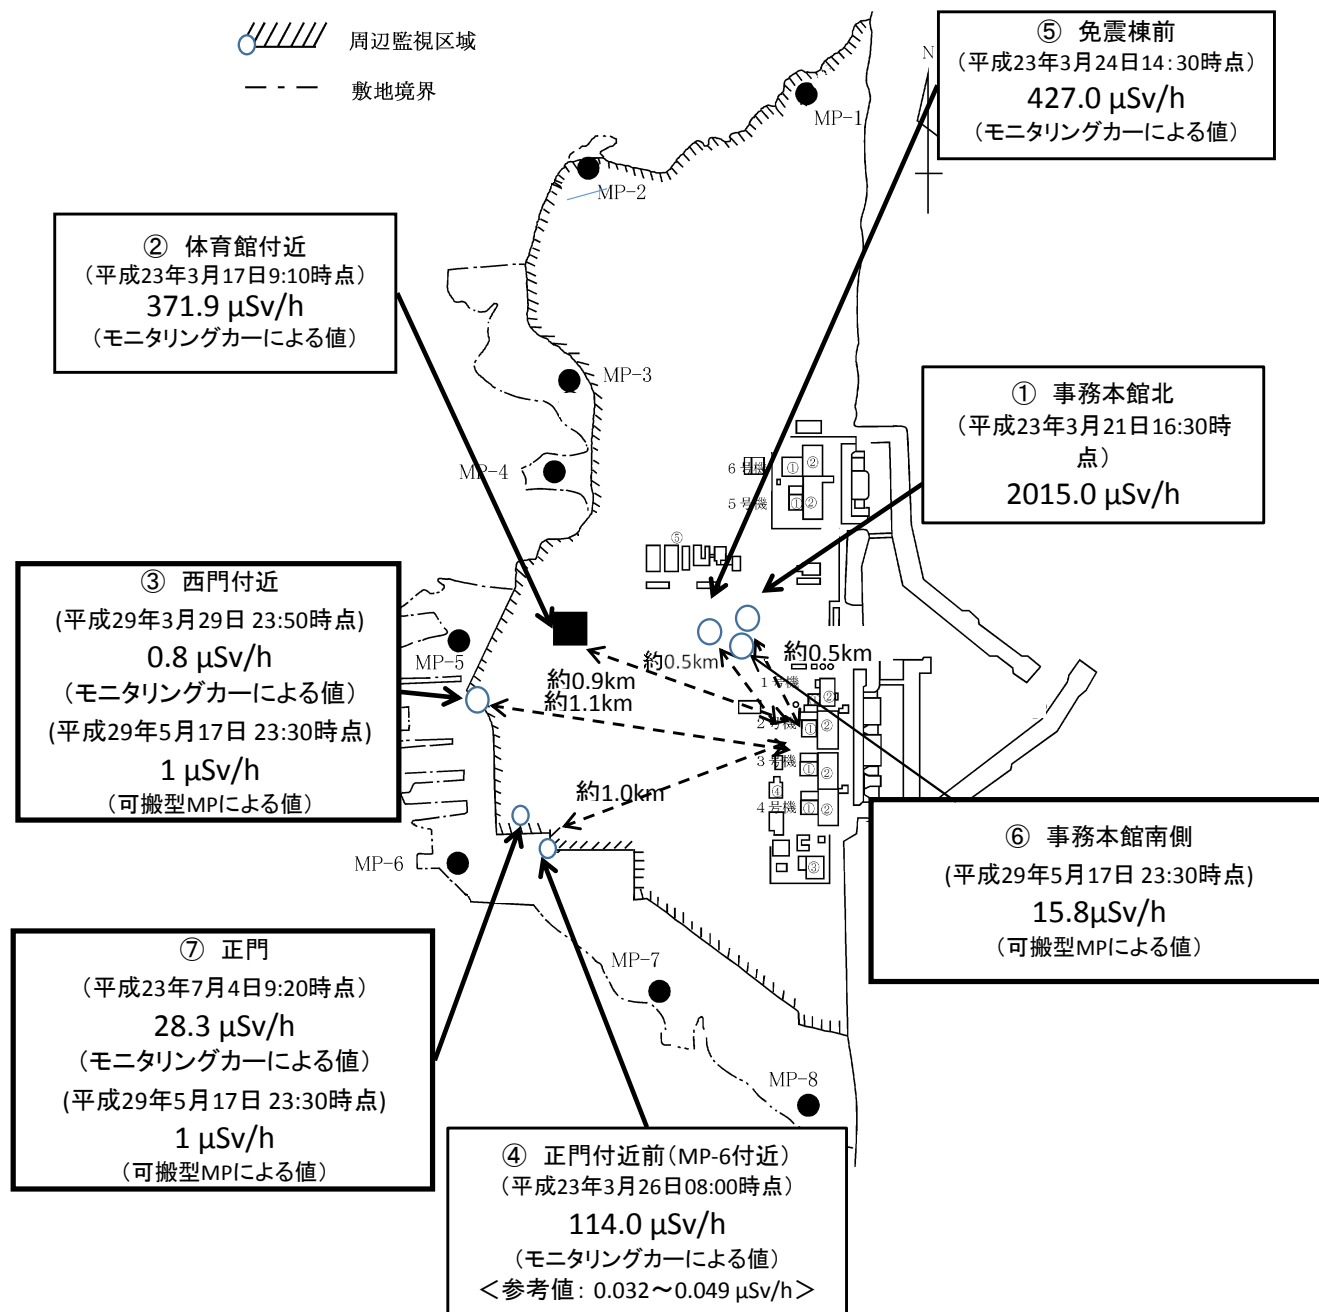 周辺監視区域
敷地境界
⑤ 免震棟前
（平成23年3月24日14：30時点）
427.0 μSv/h
（モニタリングカーによる値）
N
MP-1
MP-2
② 体育館付近
（平成23年3月17日9:10時点）
371.9 μSv/h
（モニタリングカーによる値）
MP-3
① 事務本館北
（平成23年3月21日16:30時
点）
2015.0 μSv/h
MP-4
6号機
① ②
5号機
① ②
⑤
③ 西門付近
(平成29年3月29日 23:50時点)
0.8 μSv/h
（モニタリングカーによる値）
(平成29年5月17日 23:30時点)
1 μSv/h
（可搬型MPによる値）
MP-5
約0.5km
約0.5km
約0.9km
約1.1km
1号機
②
2号機
① ②
3号機
① ②
④
約1.0km
4号機
① ②
③
MP-6
⑥ 事務本館南側
(平成29年5月17日 23:30時点)
15.8μSv/h
（可搬型MPによる値）
⑦ 正門
（平成23年7月4日9:20時点）
28.3 μSv/h
（モニタリングカーによる値）
(平成29年5月17日 23:30時点)
1 μSv/h
（可搬型MPによる値）
MP-7
MP-8
④ 正門付近前（MP-6付近）
（平成23年3月26日08:00時点）
114.0 μSv/h
（モニタリングカーによる値）
＜参考値： 0.032～0.049 μSv/h＞